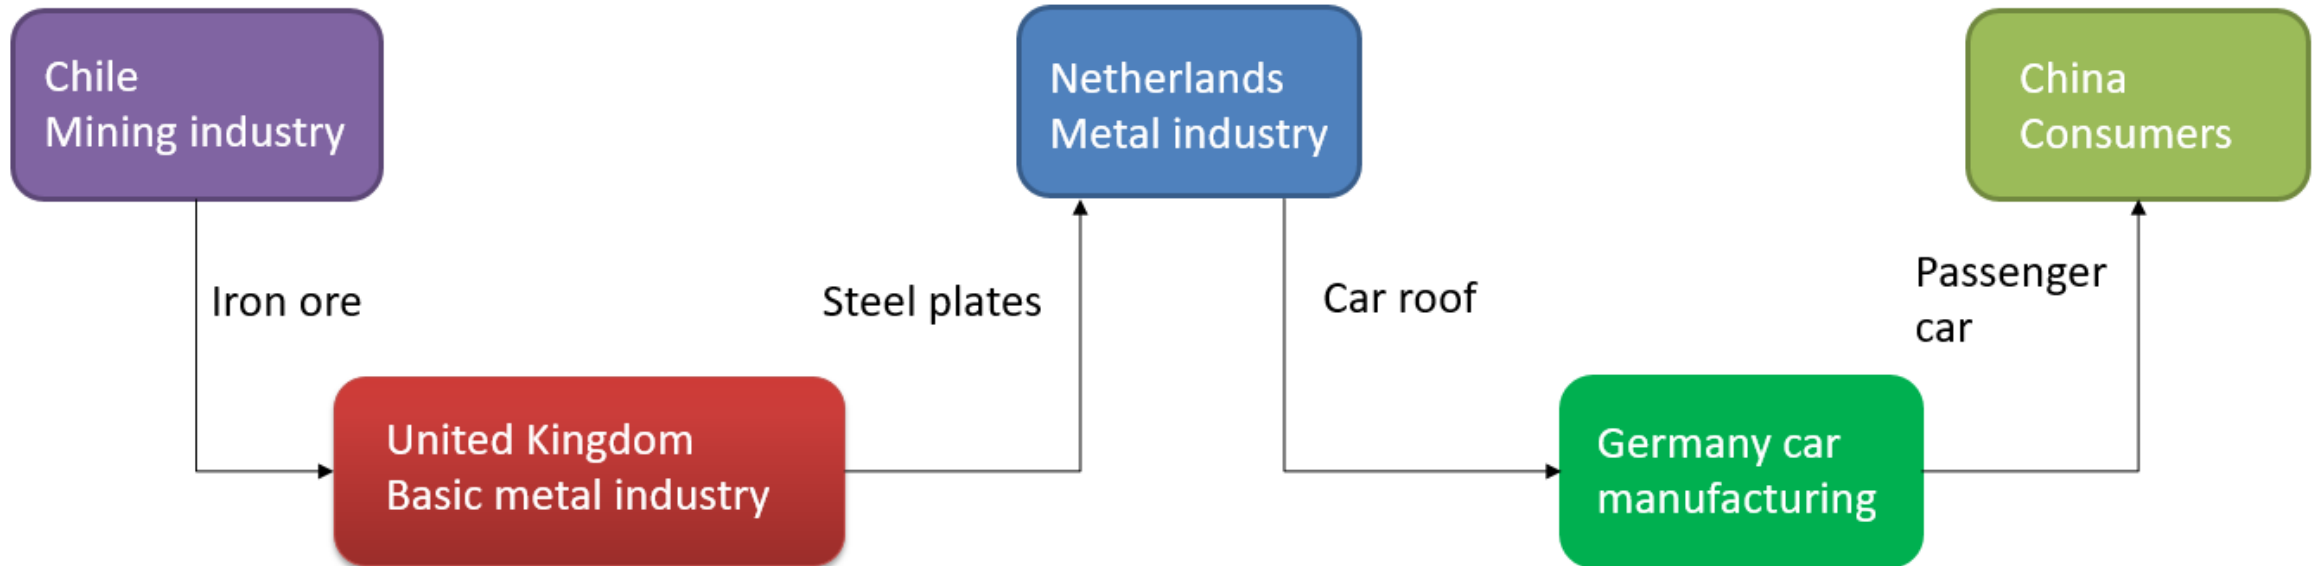 Chile
Mining industry
Iron ore
United Kingdom
Basic metal industry
Steel plates
Netherlands
Metal industry
Car roof
Germany car
manufacturing
Passenger
car
China
Consumers